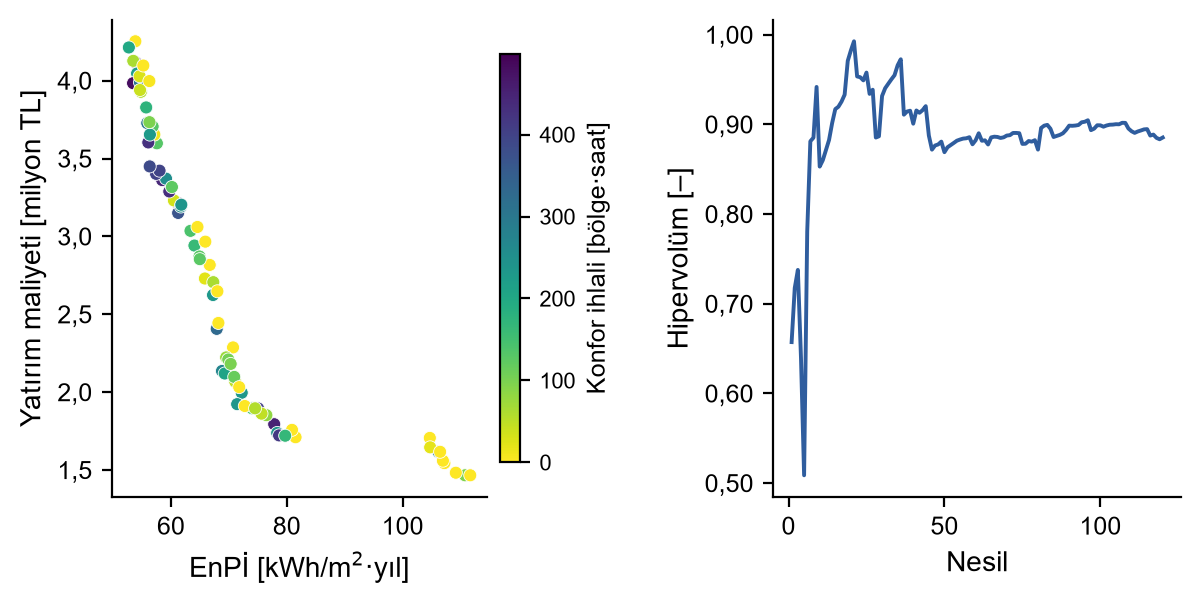 4,0
3,5
3,0
2,5
2,0
1,5
Yatırım maliyeti [milyon TL]
60 80 100
EnPİ [kWh/m²·yıl]
400
300
200
100
0
Konfor ihlali [bölge·saat]
1,00
0,90
0,80
0,70
0,60
0,50
Hipervolüm [–]
0 50 100
Nesil